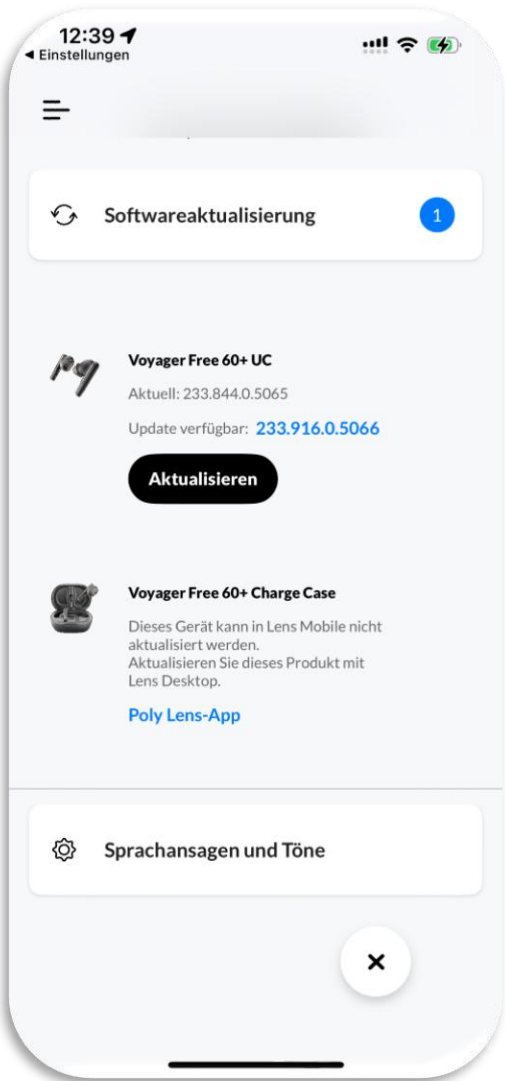 12:39
◀ Einstellungen
Softwareaktualisierung
1
Voyager Free 60+ UC
Aktuell: 233.844.0.5065
Update verfügbar: 233.916.0.5066
Aktualisieren
Voyager Free 60+ Charge Case
Dieses Gerät kann in Lens Mobile nicht
aktualisiert werden.
Aktualisieren Sie dieses Produkt mit
Lens Desktop.
Poly Lens-App
Sprachansagen und Töne